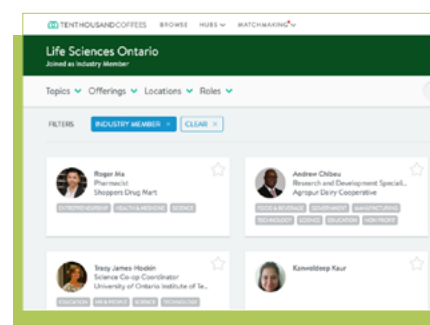 TENTHOUSANDCOFFEES BROWSE HUBS MATCHMAKING
Life Sciences Ontario
Joined as Industry Member
Topics Offerings Locations Roles
FILTERS INDUSTRY MEMBER × CLEAR ×
Roger Ma
Pharmacist
Shoppers Drug Mart
ENTREPRENEURSHIP HEALTH & MEDICINE SCIENCE
Andrew Chibeu
Research and Development Speciali...
Agropur Dairy Cooperative
FOOD & BEVERAGE GOVERNMENT MANUFACTURING
TECHNOLOGY SCIENCE EDUCATION NON PROFIT
Tracy James Hoskin
Science Co-op Coordinator
University of Ontario Institute of Te...
EDUCATION HR & PEOPLE SCIENCE TECHNOLOGY
Kanwaldeep Kaur